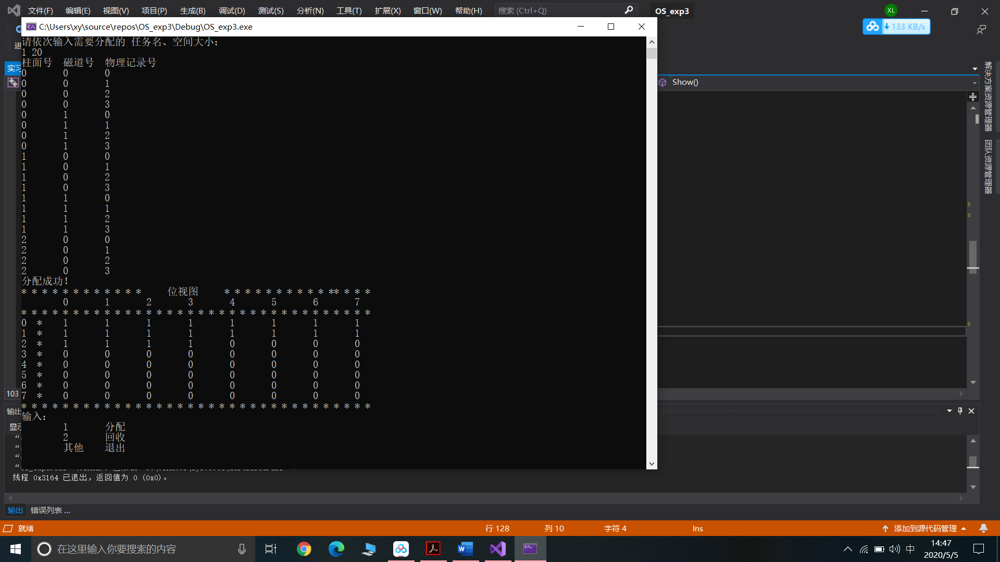 文件(F) 编辑(E) 视图(V) 项目(P) 生成(B) 调试(D) 测试(S) 分析(N) 工具(T) 扩展(X) 窗口(W) 帮助(H) 搜索 (Ctrl+Q) OS_exp3 XL
C:\Users\xy\source\repos\OS_exp3\Debug\OS_exp3.exe
133 KB/s
请依次输入需要分配的 任务名、空间大小:
1 20
柱面号 磁道号 物理记录号
0 0 0
0 0 1
0 0 2
0 0 3
0 1 0
0 1 1
0 1 2
0 1 3
1 0 0
1 0 1
1 0 2
1 0 3
1 1 0
1 1 1
1 1 2
1 1 3
2 0 0
2 0 1
2 0 2
2 0 3
分配成功!
* * * * * * * * * * * * 位视图 * * * * * * * * * * ** * * *
0 1 2 3 4 5 6 7
* * * * * * * * * * * * * * * * * * * * * * * * * * * * * * * * * *
0 * 1 1 1 1 1 1 1 1
1 * 1 1 1 1 1 1 1 1
2 * 1 1 1 1 0 0 0 0
3 * 0 0 0 0 0 0 0 0
4 * 0 0 0 0 0 0 0 0
5 * 0 0 0 0 0 0 0 0
6 * 0 0 0 0 0 0 0 0
7 * 0 0 0 0 0 0 0 0
* * * * * * * * * * * * * * * * * * * * * * * * * * * * * * * * * *
输入:
1 分配
2 回收
其他 退出
进
实习
Show()
解决方案资源管理器
团队资源管理器
103
输出
显示
线程 0x3164 已退出，返回值为 0 (0x0)。
输出 错误列表 ...
就绪 行 128 列 10 字符 4 Ins 添加到源代码管理
在这里输入你要搜索的内容
中
14:47
2020/5/5